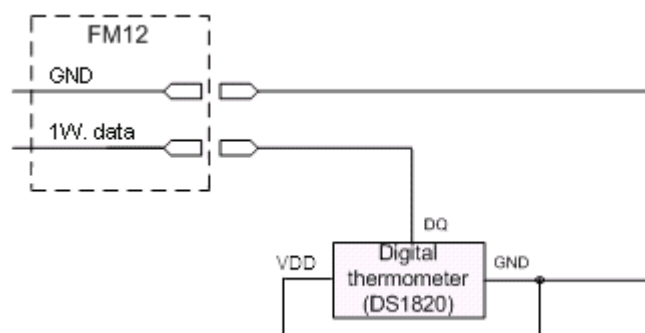 FM12
GND
1W. data
DQ
VDD
Digital
thermometer
(DS1820)
GND